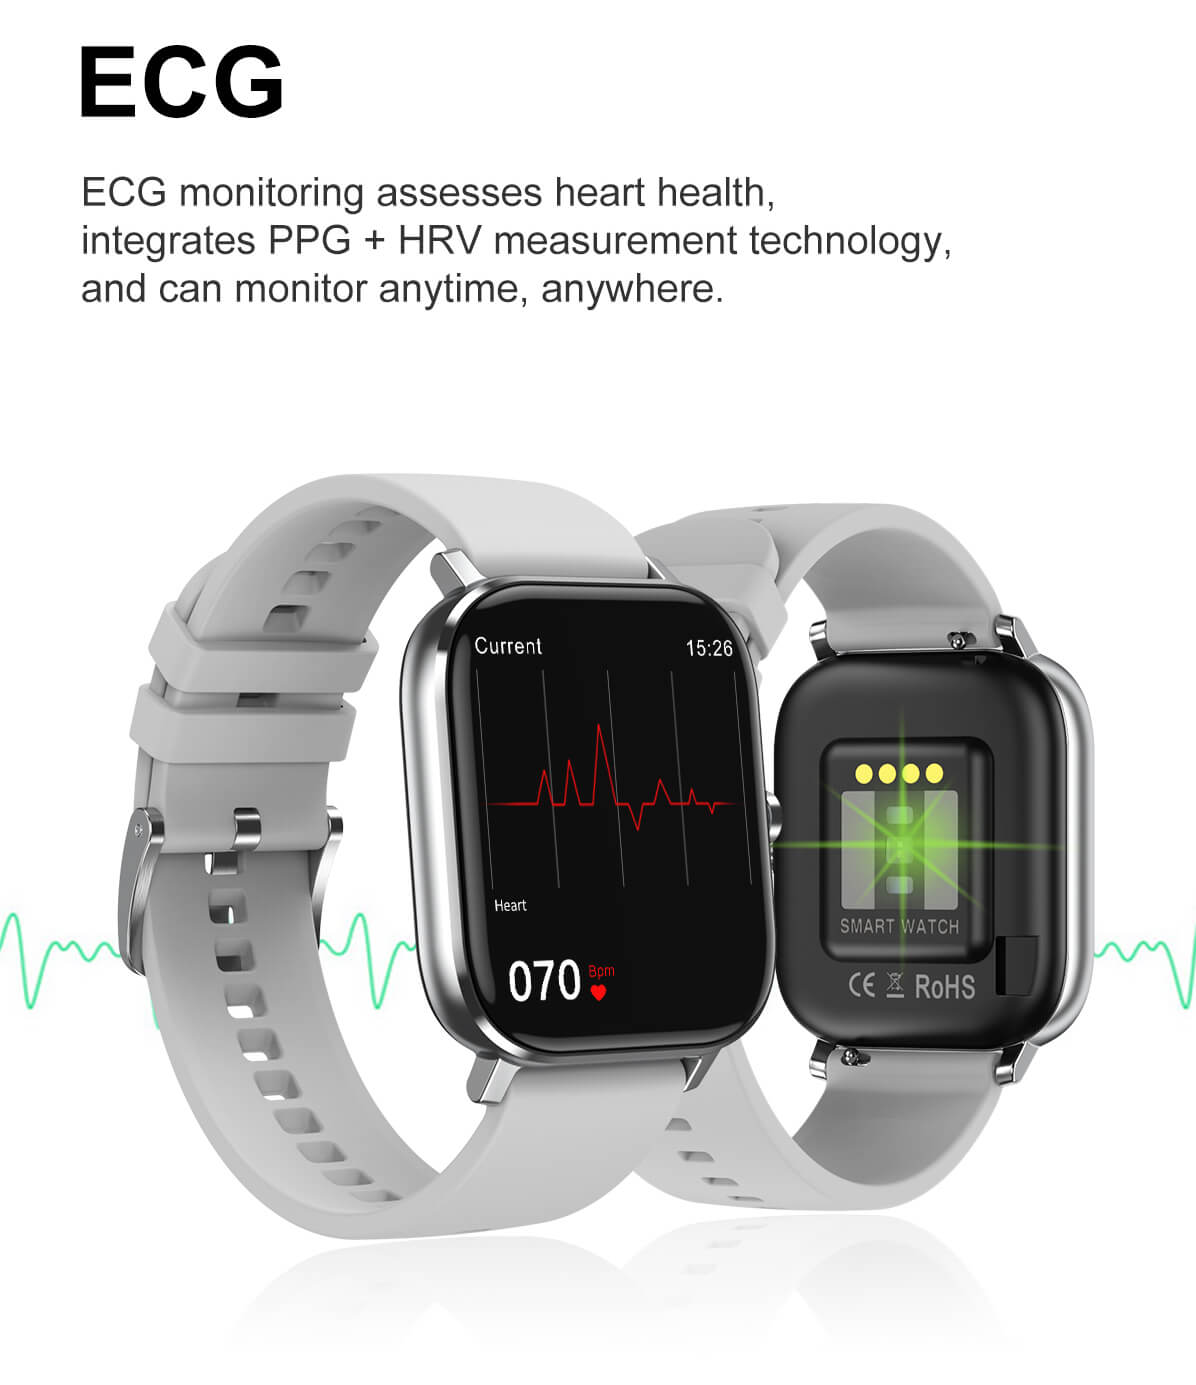 ECG
ECG monitoring assesses heart health,
integrates PPG + HRV measurement technology,
and can monitor anytime, anywhere.
Current
15:26
Heart
070 Bpm
SMART WATCH
CE RoHS